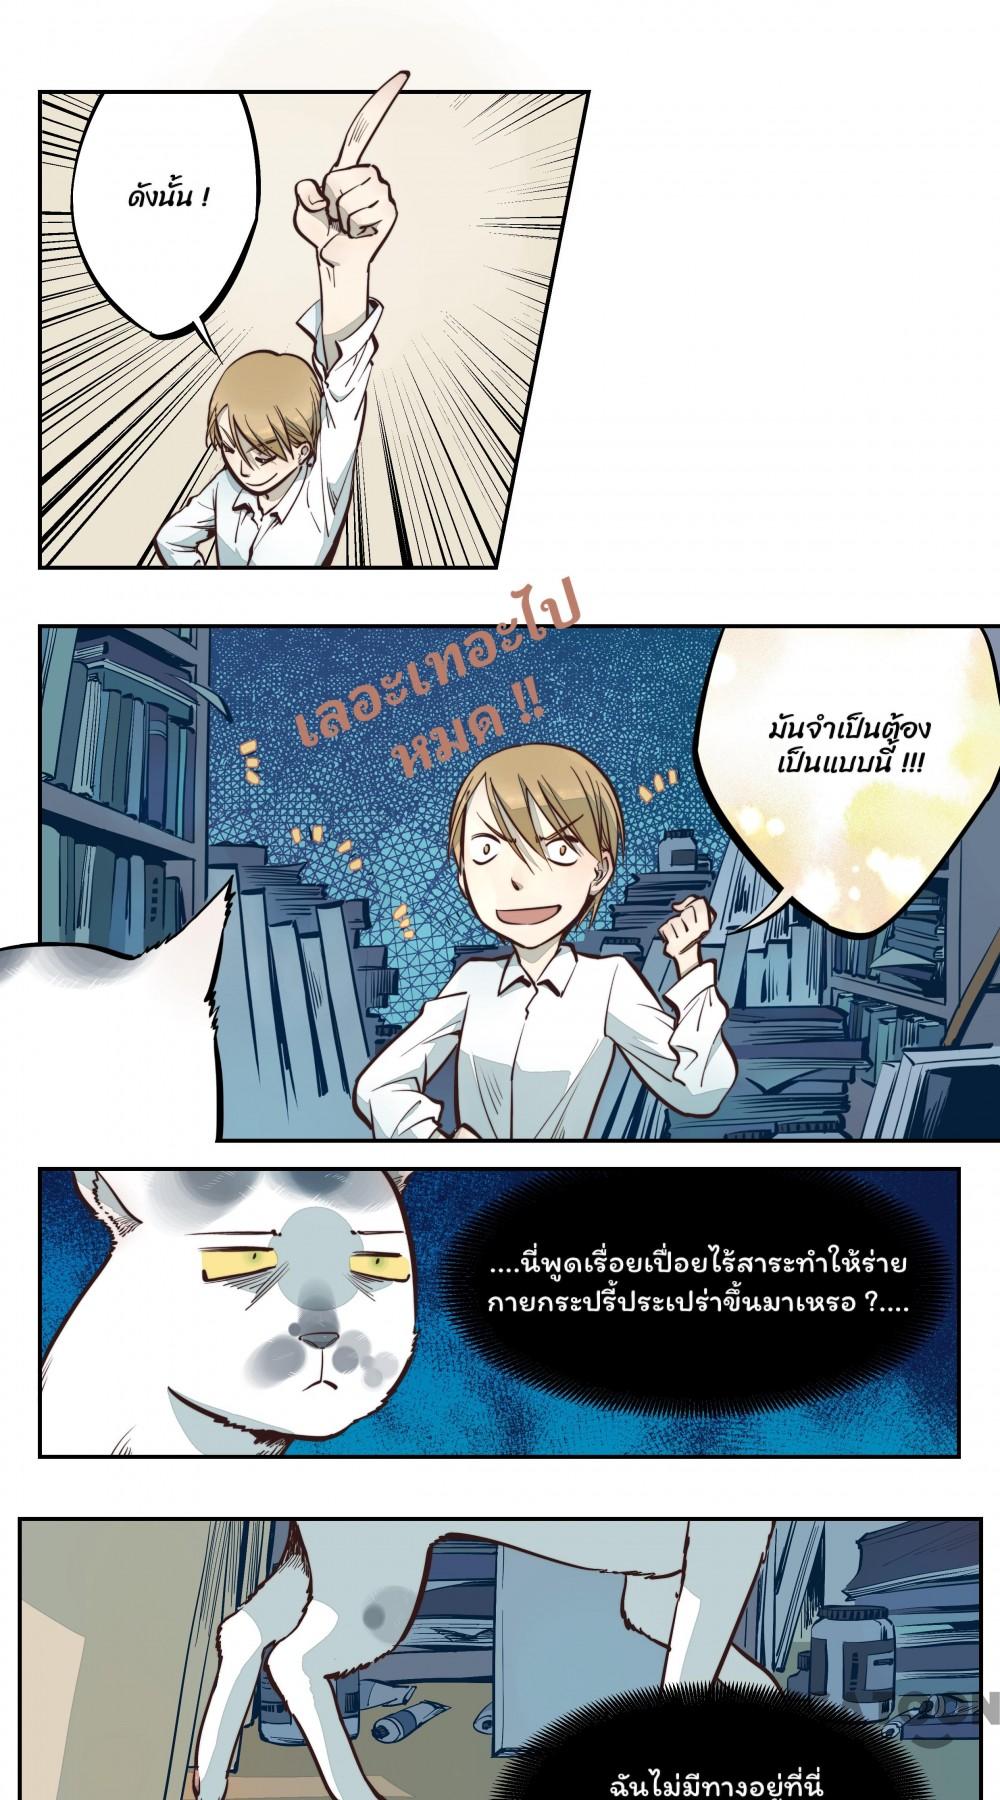 ดังนั้น !
เลอะเทอะไป
หมด !!
มันจำเป็นต้อง
เป็นแบบนี้ !!!
....นี่พูดเรื่อยเปื่อยไร้สาระทำให้ร่าย
กายกระปรี้ประเปร่าขึ้นมาเหรอ ?....
ฉันไม่มีทางอยู่ที่นี่